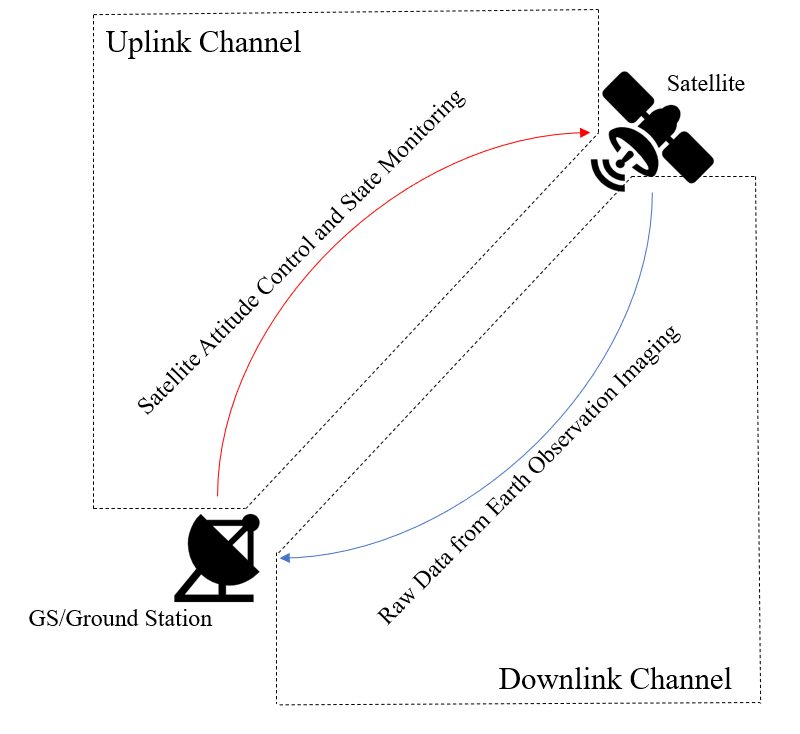 Uplink Channel
Satellite
Satellite Attitude Control and State Monitoring
Raw Data from Earth Observation Imaging
GS/Ground Station
Downlink Channel